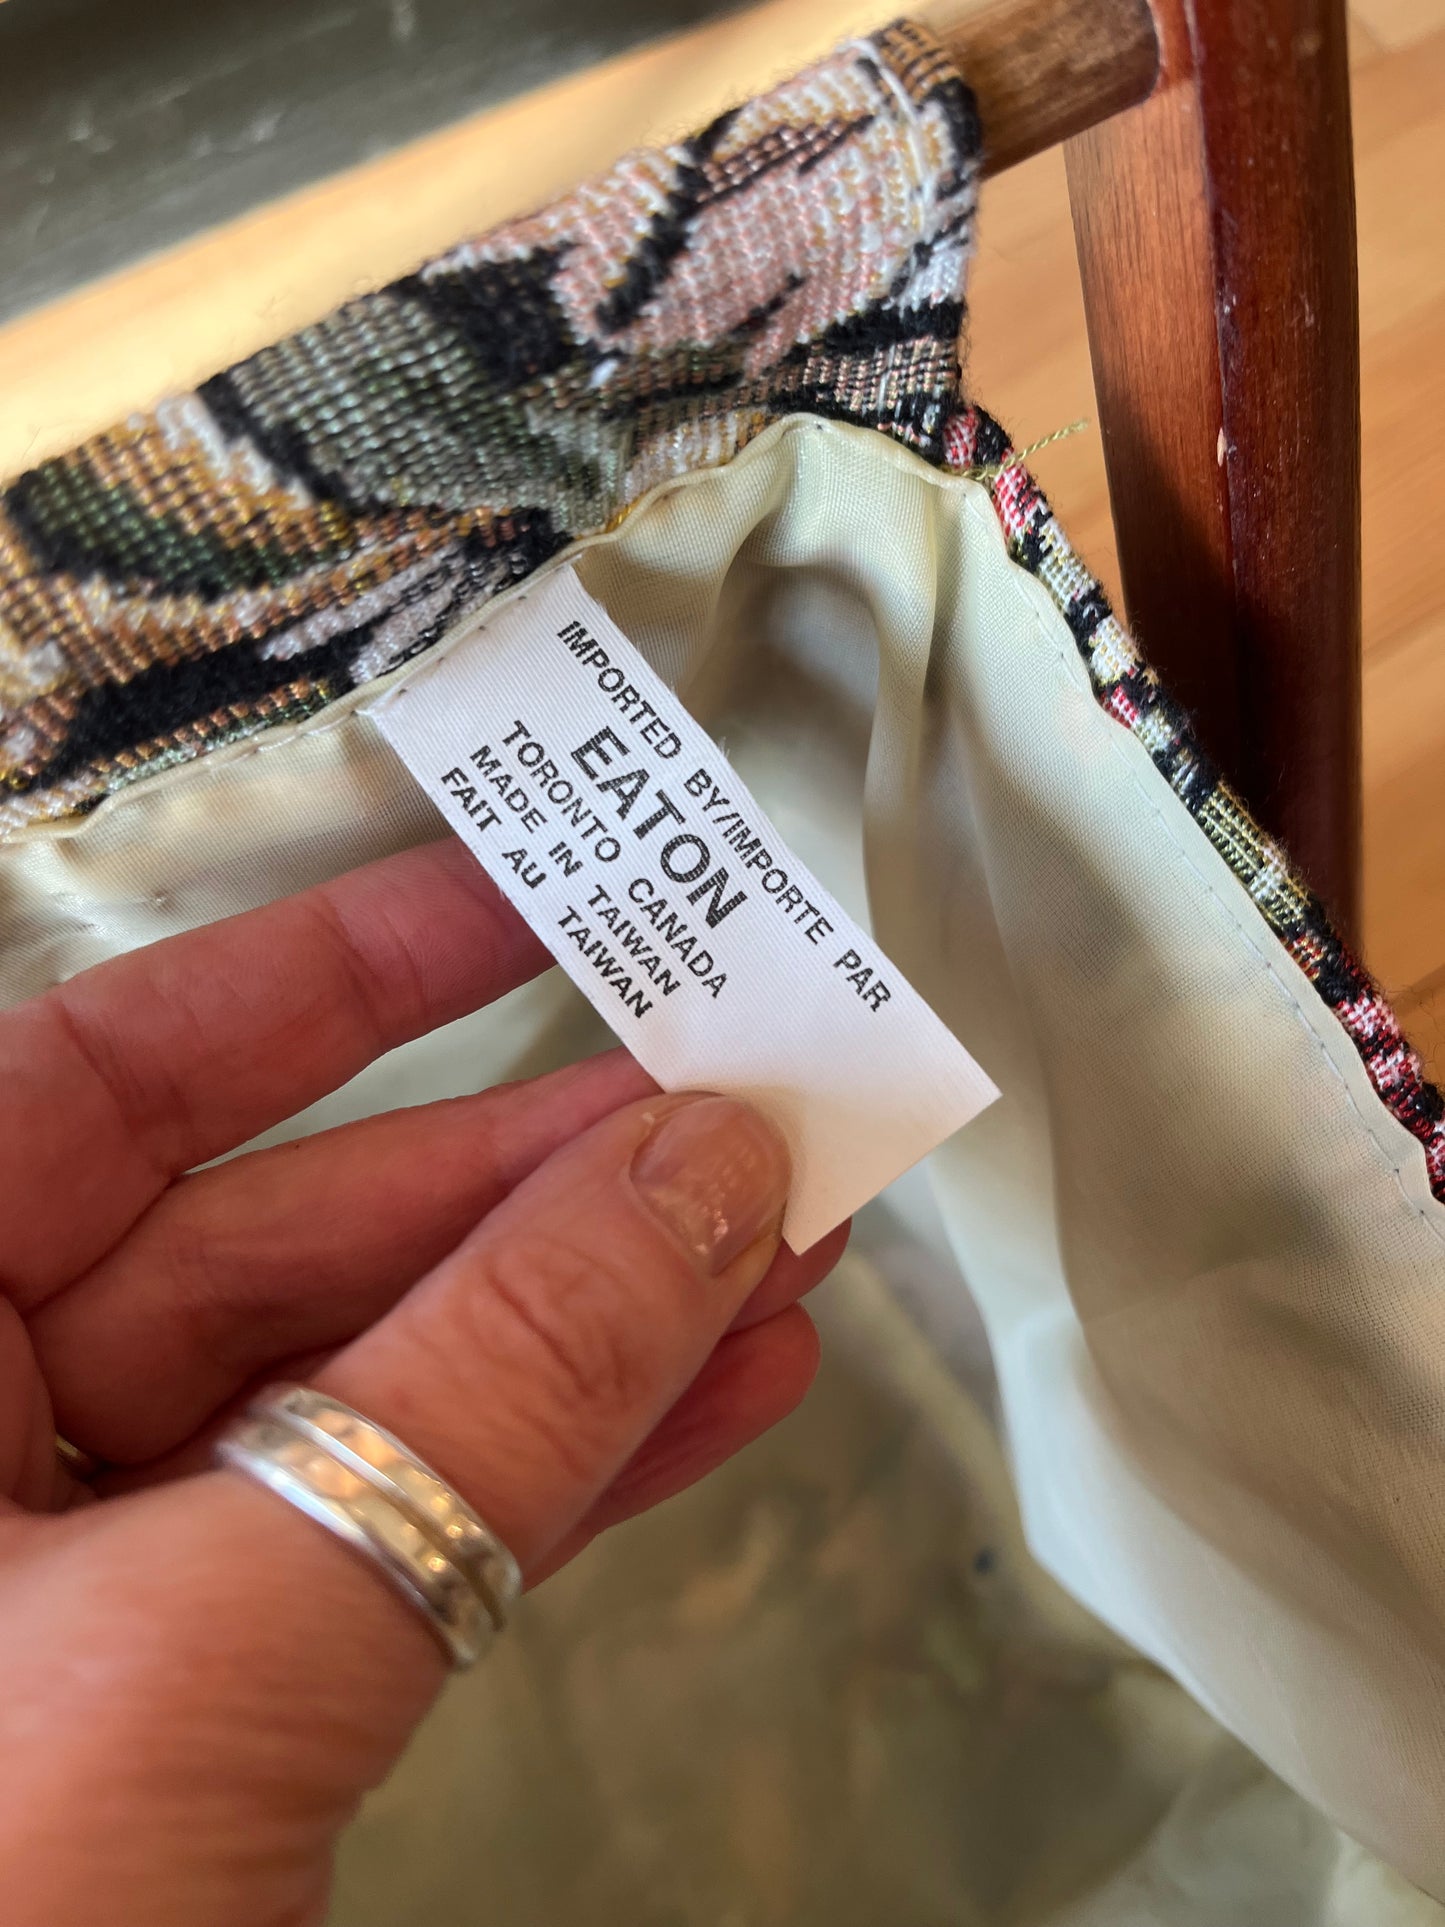 IMPORTED BY/IMPORTE PAR
EATON
TORONTO CANADA
MADE IN TAIWAN
FAIT AU TAIWAN